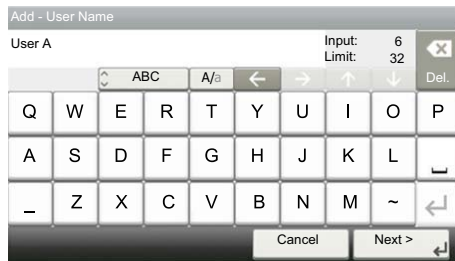 Add - User Name
User A Input: 6
Limit: 32
ABC A/a ← → ↑ ↓ Del.
Q W E R T Y U I O P
A S D F G H J K L
_ Z X C V B N M ~
Cancel Next >